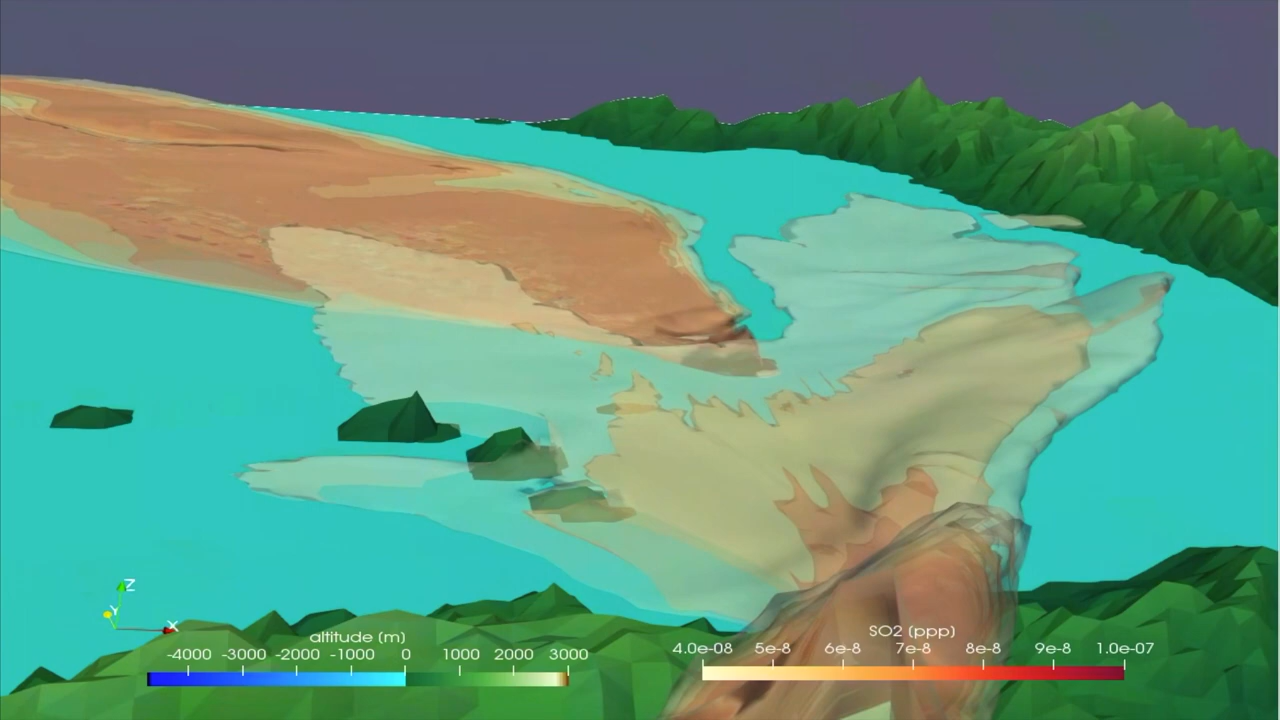 Z
Y
X
altitude [m]
-4000 -3000 -2000 -1000 0 1000 2000 3000
SO2 [ppp]
4.0e-08 5e-8 6e-8 7e-8 8e-8 9e-8 1.0e-07